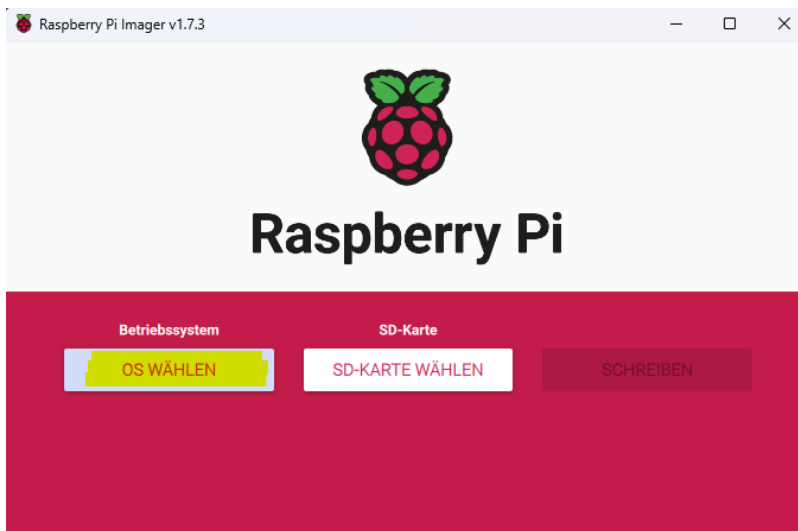 Raspberry Pi Imager v1.7.3
Raspberry Pi
Betriebssystem
SD-Karte
OS WÄHLEN
SD-KARTE WÄHLEN
SCHREIBEN